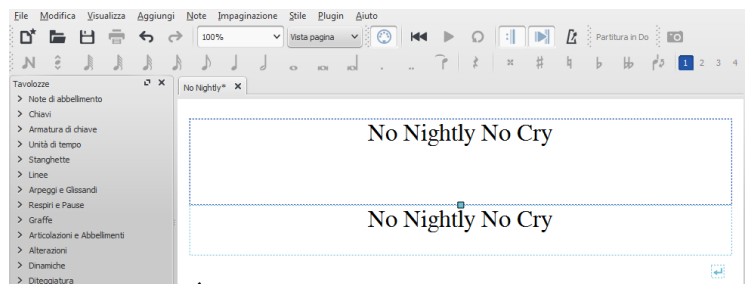 File Modifica Visualizza Aggiungi Note Impaginazione Stile Plugin Aiuto
100% Vista pagina Partitura in Do
1 2 3 4
Tavolozze
No Nightly*
Note di abbellimento
Chiavi
Armatura di chiave
Unità di tempo
Stanghette
Linee
Arpeggi e Glissandi
Respiri e Pause
Graffe
Articolazioni e Abbellimenti
Alterazioni
Dinamiche
Diteggiatura
No Nightly No Cry
No Nightly No Cry